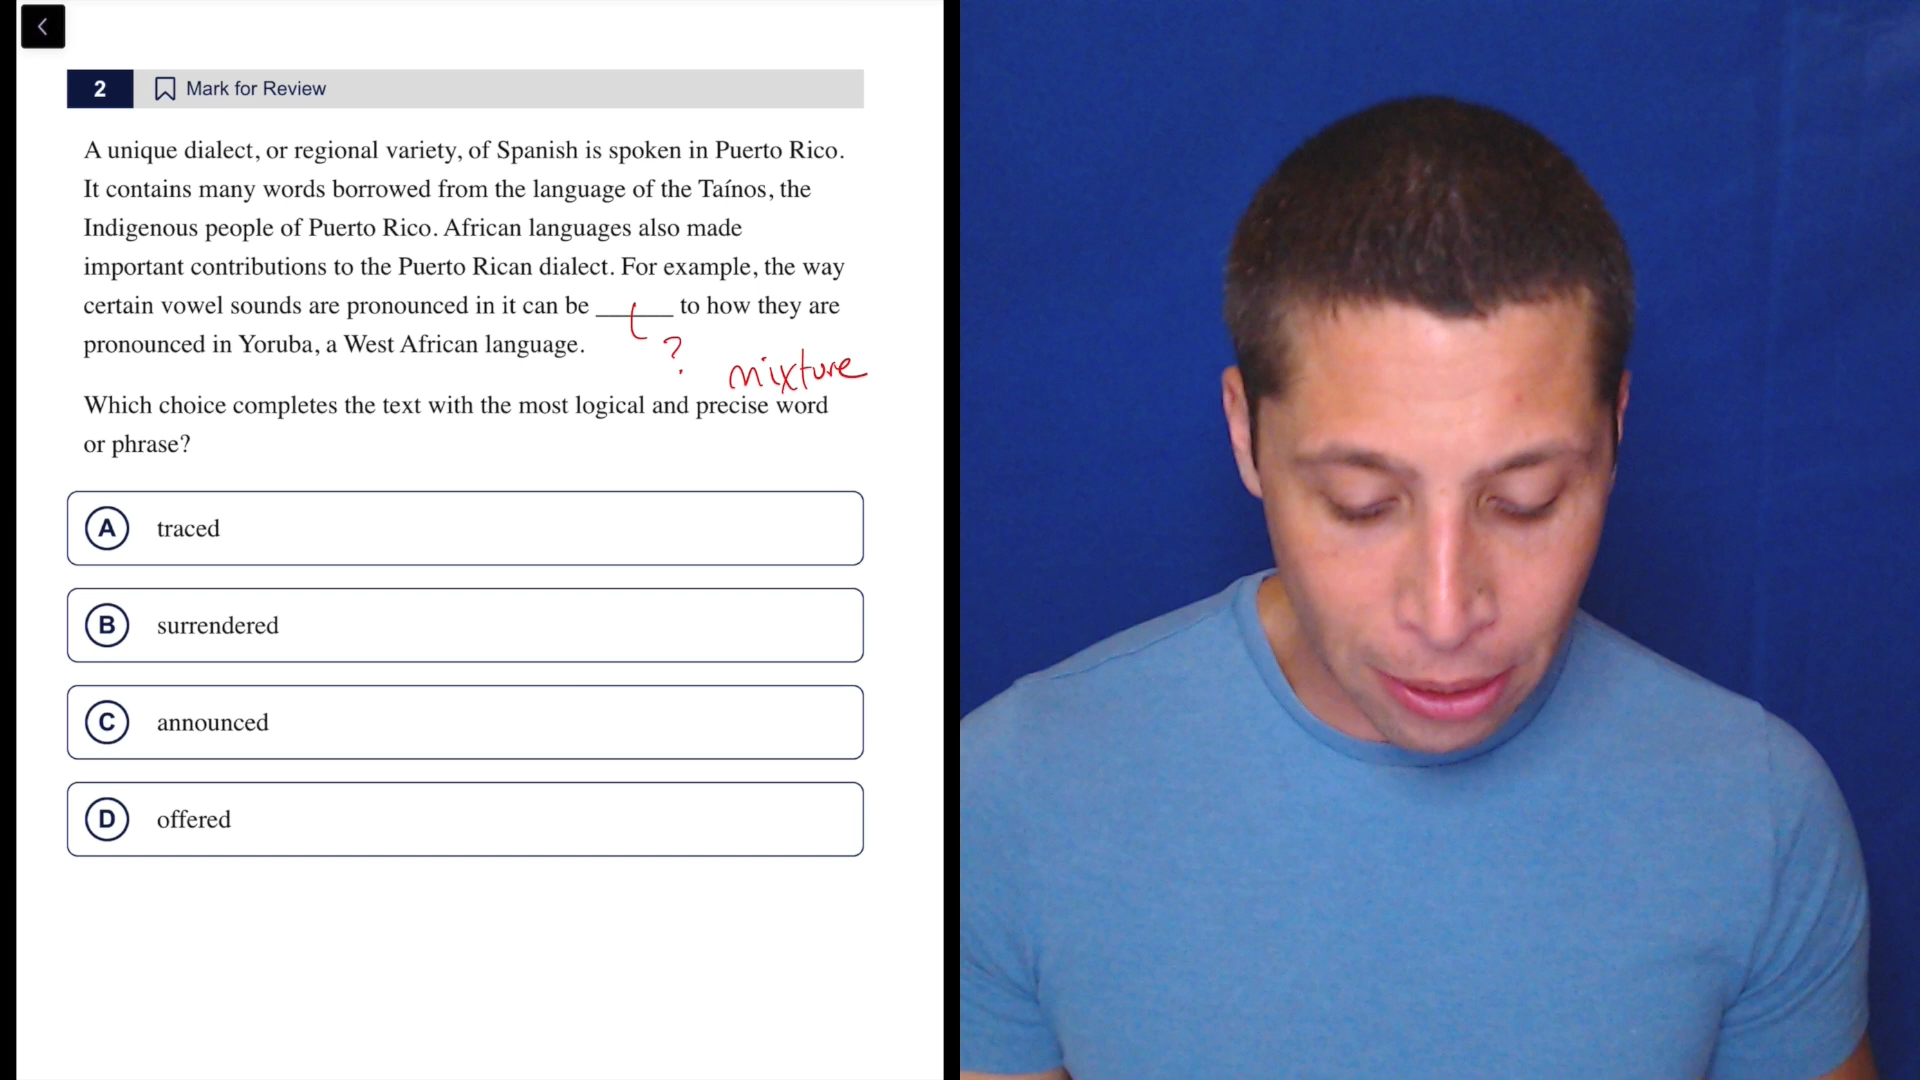 2 Mark for Review
A unique dialect, or regional variety, of Spanish is spoken in Puerto Rico.
It contains many words borrowed from the language of the Taínos, the
Indigenous people of Puerto Rico. African languages also made
important contributions to the Puerto Rican dialect. For example, the way
certain vowel sounds are pronounced in it can be ______ to how they are
pronounced in Yoruba, a West African language.
?
mixture
Which choice completes the text with the most logical and precise word
or phrase?
A traced
B surrendered
C announced
D offered